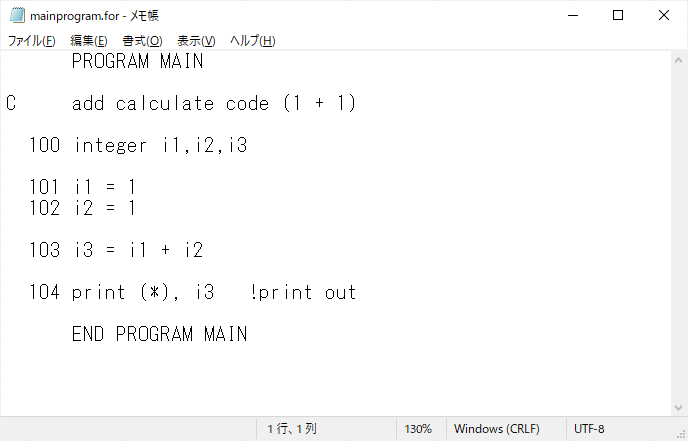 mainprogram.for - メモ帳
ファイル(F) 編集(E) 書式(O) 表示(V) ヘルプ(H)
PROGRAM MAIN
C add calculate code (1 + 1)
100 integer i1,i2,i3
101 i1 = 1
102 i2 = 1
103 i3 = i1 + i2
104 print (*), i3 !print out
END PROGRAM MAIN
1 行、1 列 130% Windows (CRLF) UTF-8